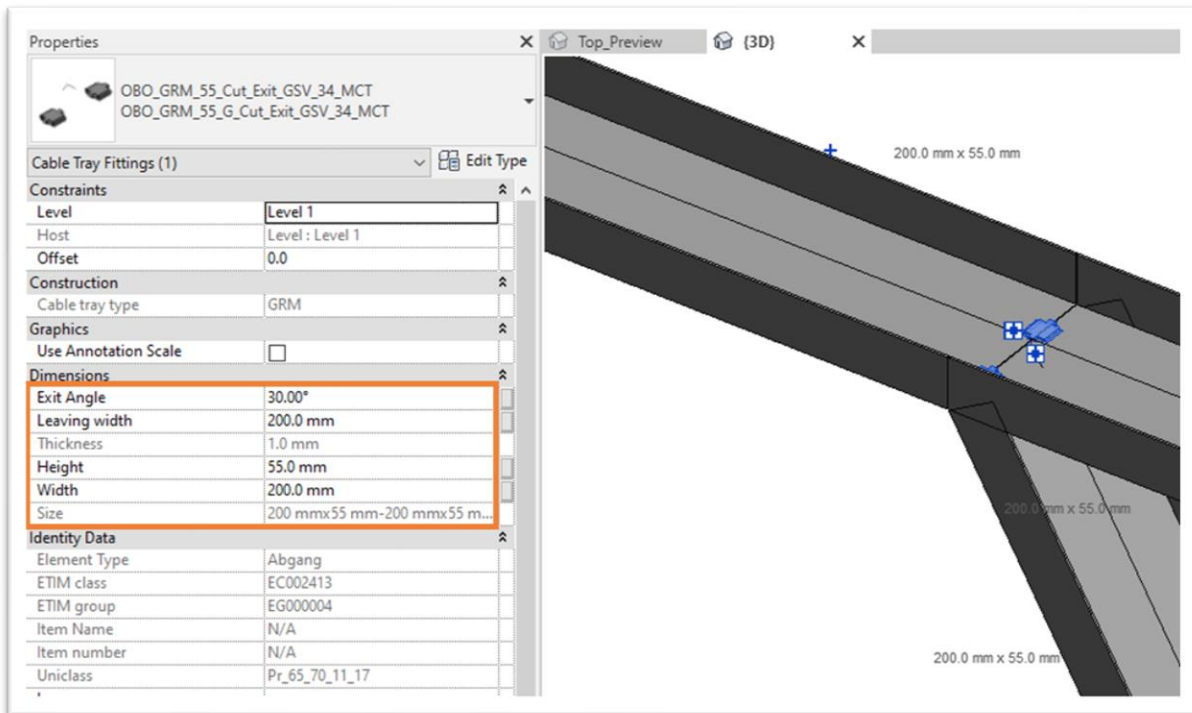 Properties
Top_Preview
{3D}
OBO_GRM_55_Cut_Exit_GSV_34_MCT
OBO_GRM_55_G_Cut_Exit_GSV_34_MCT
Cable Tray Fittings (1)
Edit Type
Constraints
Level Level 1
Host Level : Level 1
Offset 0.0
Construction
Cable tray type GRM
Graphics
Use Annotation Scale
Dimensions
Exit Angle 30.00°
Leaving width 200.0 mm
Thickness 1.0 mm
Height 55.0 mm
Width 200.0 mm
Size 200 mmx55 mm-200 mmx55 m...
Identity Data
Element Type Abgang
ETIM class EC002413
ETIM group EG000004
Item Name N/A
Item number N/A
Uniclass Pr_65_70_11_17
200.0 mm x 55.0 mm
200.0 mm x 55.0 mm
200.0 mm x 55.0 mm